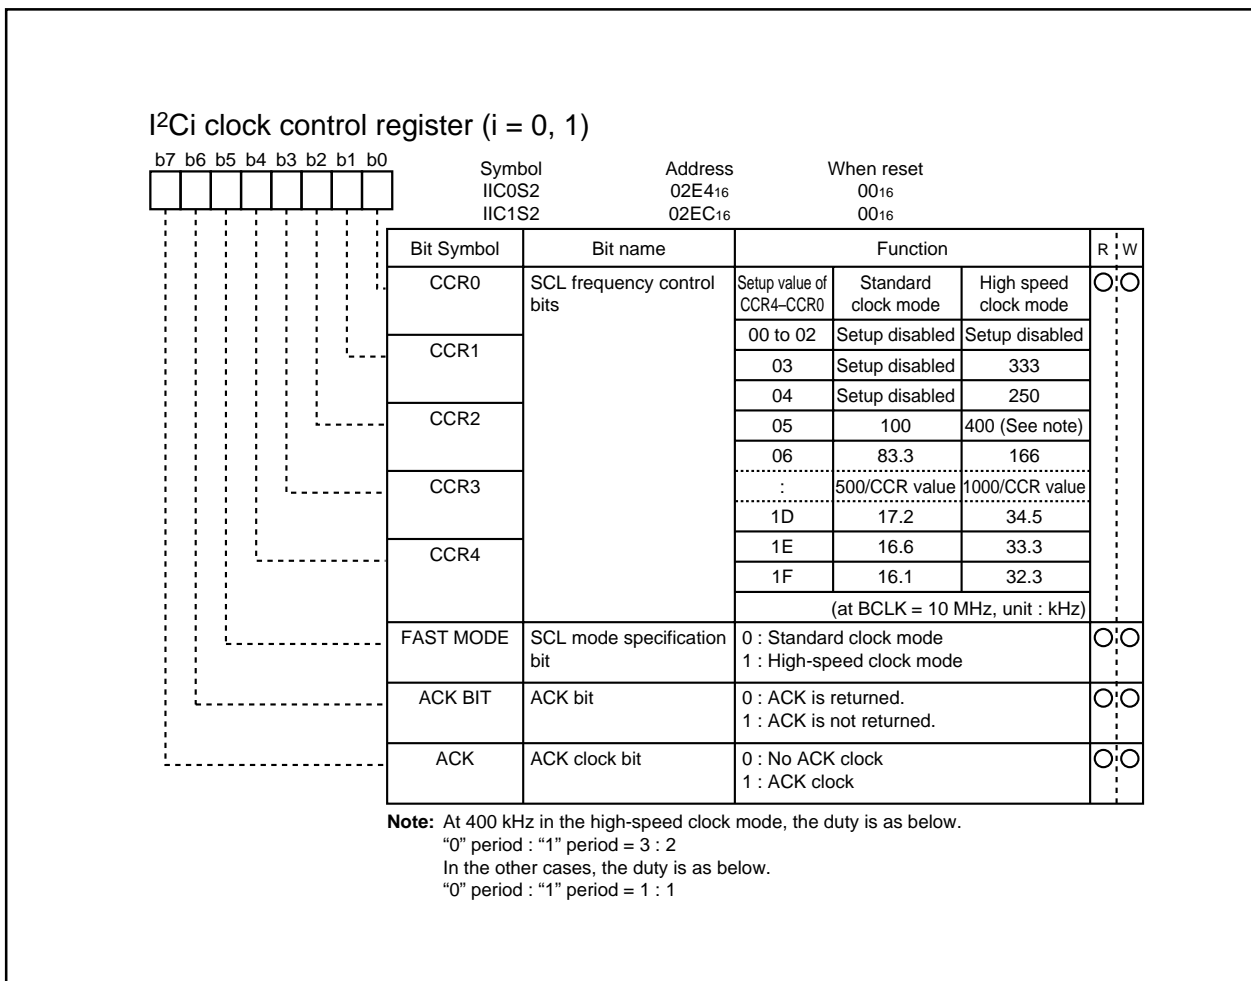 I²Ci clock control register (i = 0, 1)
b7 b6 b5 b4 b3 b2 b1 b0
Symbol Address When reset
IIC0S2 02E4₁₆ 00₁₆
IIC1S2 02EC₁₆ 00₁₆
Bit Symbol Bit name Function R W
CCR0 SCL frequency control bits
Setup value of CCR4–CCR0 Standard clock mode High speed clock mode
00 to 02 Setup disabled Setup disabled
CCR1
03 Setup disabled 333
04 Setup disabled 250
CCR2
05 100 400 (See note)
06 83.3 166
CCR3
: 500/CCR value 1000/CCR value
1D 17.2 34.5
CCR4
1E 16.6 33.3
1F 16.1 32.3
(at BCLK = 10 MHz, unit : kHz)
FAST MODE SCL mode specification bit
0 : Standard clock mode
1 : High-speed clock mode
ACK BIT ACK bit 0 : ACK is returned.
1 : ACK is not returned.
ACK ACK clock bit 0 : No ACK clock
1 : ACK clock
Note: At 400 kHz in the high-speed clock mode, the duty is as below.
“0” period : “1” period = 3 : 2
In the other cases, the duty is as below.
“0” period : “1” period = 1 : 1